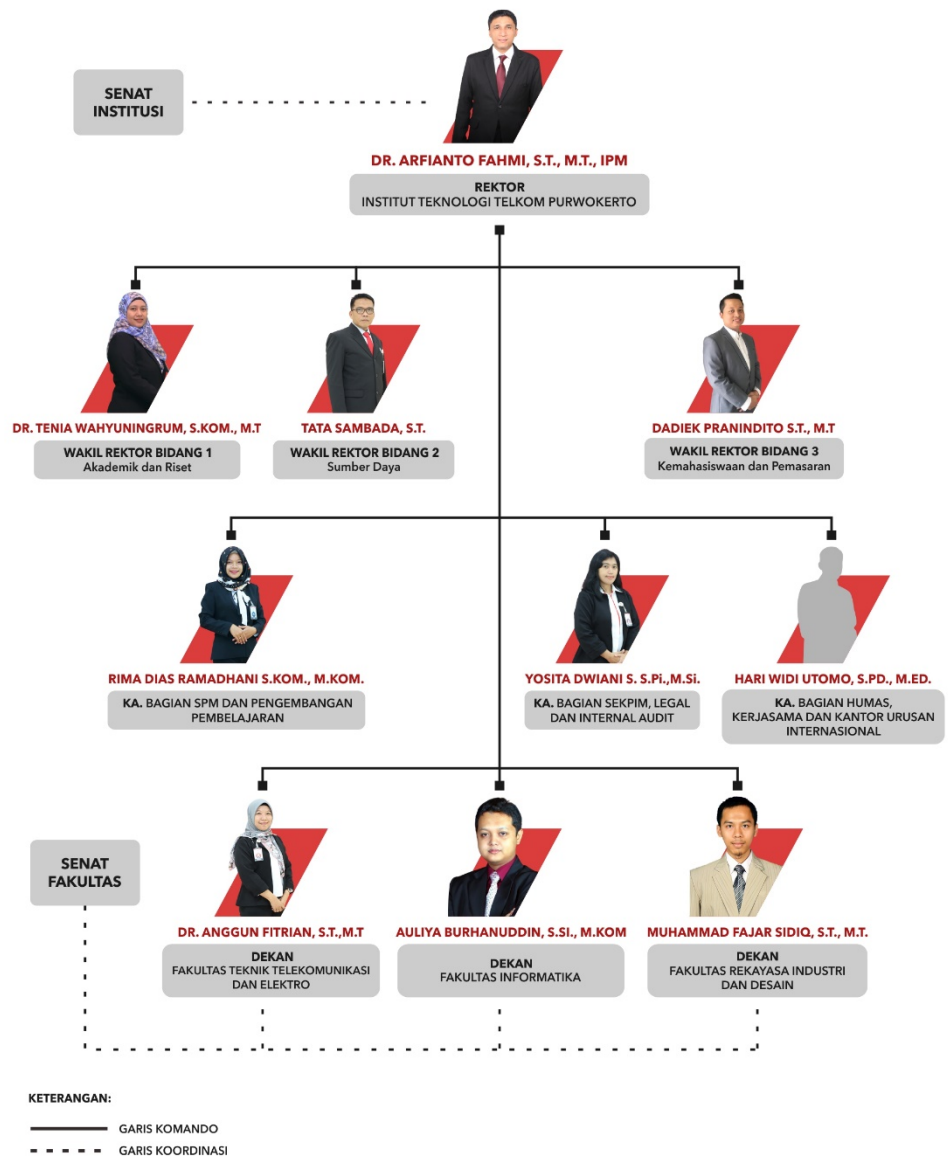 SENAT
INSTITUSI
DR. ARFIANTO FAHMI, S.T., M.T., IPM
REKTOR
INSTITUT TEKNOLOGI TELKOM PURWOKERTO
DR. TENIA WAHYUNINGRUM, S.KOM., M.T
WAKIL REKTOR BIDANG 1
Akademik dan Riset
TATA SAMBADA, S.T.
WAKIL REKTOR BIDANG 2
Sumber Daya
DADIEK PRANINDITO S.T., M.T
WAKIL REKTOR BIDANG 3
Kemahasiswaan dan Pemasaran
RIMA DIAS RAMADHANI S.KOM., M.KOM.
KA. BAGIAN SPM DAN PENGEMBANGAN
PEMBELAJARAN
YOSITA DWIANI S. S.Pi.,M.Si.
KA. BAGIAN SEKPIM, LEGAL
DAN INTERNAL AUDIT
HARI WIDI UTOMO, S.PD., M.ED.
KA. BAGIAN HUMAS,
KERJASAMA DAN KANTOR URUSAN
INTERNASIONAL
SENAT
FAKULTAS
DR. ANGGUN FITRIAN, S.T.,M.T
DEKAN
FAKULTAS TEKNIK TELEKOMUNIKASI
DAN ELEKTRO
AULIYA BURHANUDDIN, S.SI., M.KOM
DEKAN
FAKULTAS INFORMATIKA
MUHAMMAD FAJAR SIDIQ, S.T., M.T.
DEKAN
FAKULTAS REKAYASA INDUSTRI
DAN DESAIN
KETERANGAN:
GARIS KOMANDO
GARIS KOORDINASI